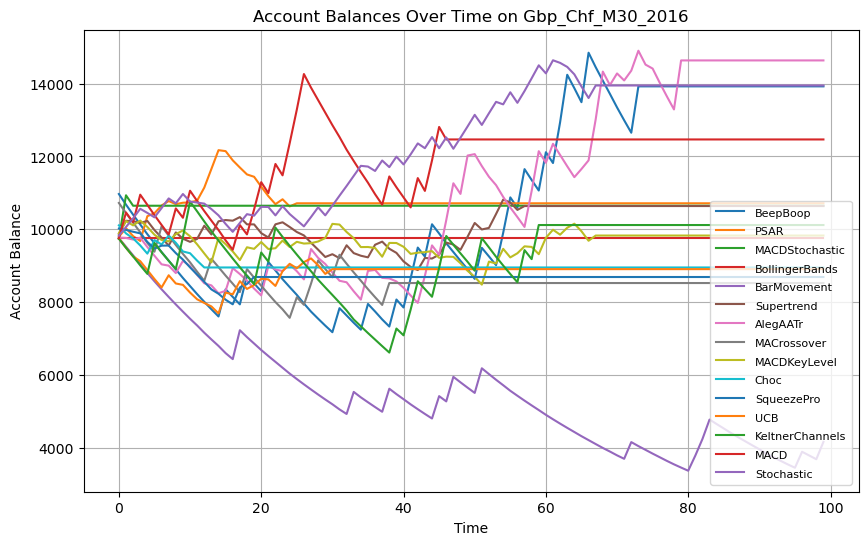 Account Balances Over Time on Gbp_Chf_M30_2016
Account Balance
14000
12000
10000
8000
6000
4000
0
20
40
60
80
100
Time
BeepBoop
PSAR
MACDStochastic
BollingerBands
BarMovement
Supertrend
AlegAATr
MACrossover
MACDKeyLevel
Choc
SqueezePro
UCB
KeltnerChannels
MACD
Stochastic